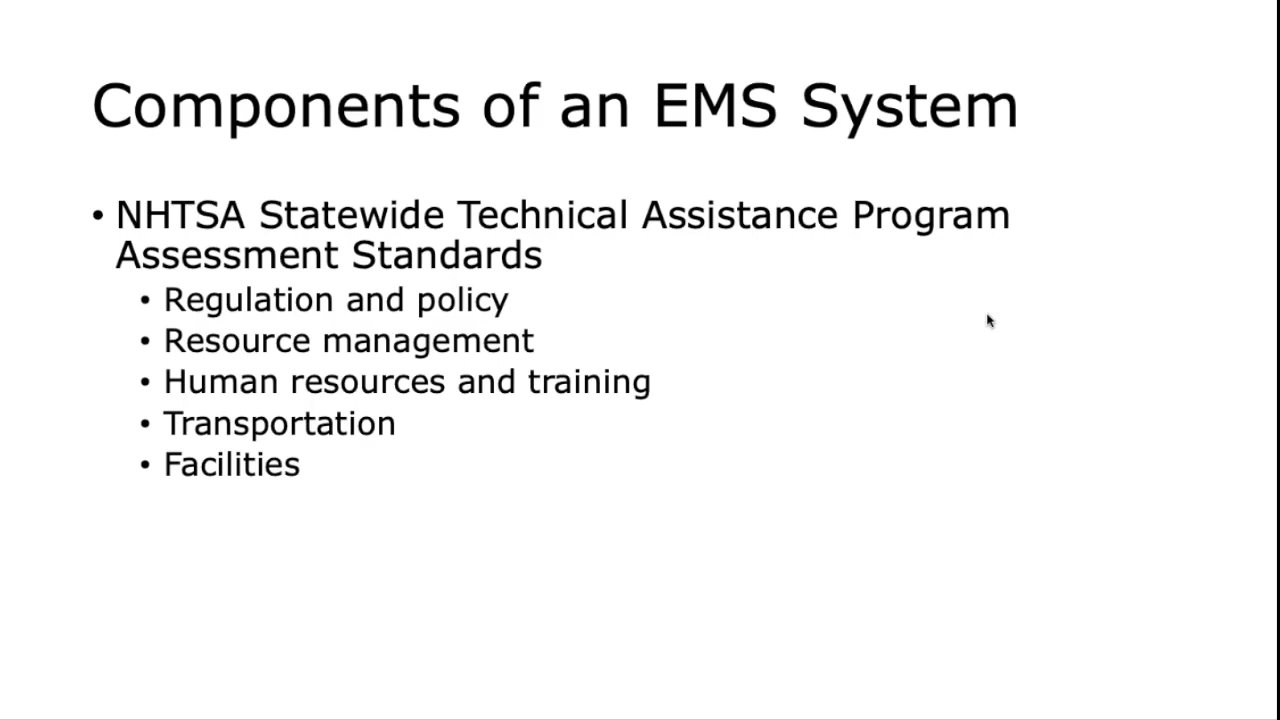 Components of an EMS System
• NHTSA Statewide Technical Assistance Program
Assessment Standards
• Regulation and policy
• Resource management
• Human resources and training
• Transportation
• Facilities